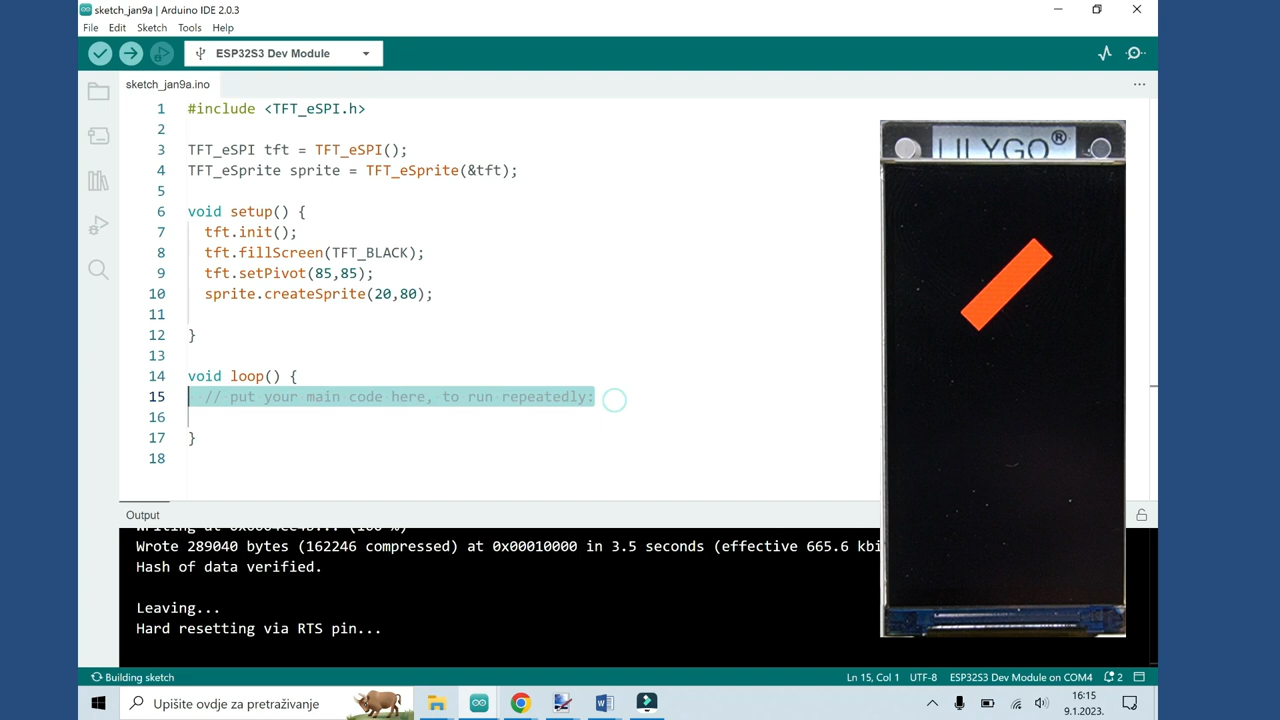 sketch_jan9a | Arduino IDE 2.0.3
File Edit Sketch Tools Help
ESP32S3 Dev Module
sketch_jan9a.ino
1 #include <TFT_eSPI.h>
2
3 TFT_eSPI tft = TFT_eSPI();
4 TFT_eSprite sprite = TFT_eSprite(&tft);
5
6 void setup() {
7 tft.init();
8 tft.fillScreen(TFT_BLACK);
9 tft.setPivot(85,85);
10 sprite.createSprite(20,80);
11
12 }
13
14 void loop() {
15 // put your main code here, to run repeatedly:
16
17 }
18
LILYGO®
Output
Wrote 289040 bytes (162246 compressed) at 0x00010000 in 3.5 seconds (effective 665.6 kbi
Hash of data verified.
Leaving...
Hard resetting via RTS pin...
Building sketch
Ln 15, Col 1 UTF-8 ESP32S3 Dev Module on COM4 2
Upišite ovdje za pretraživanje
16:15
9.1.2023.